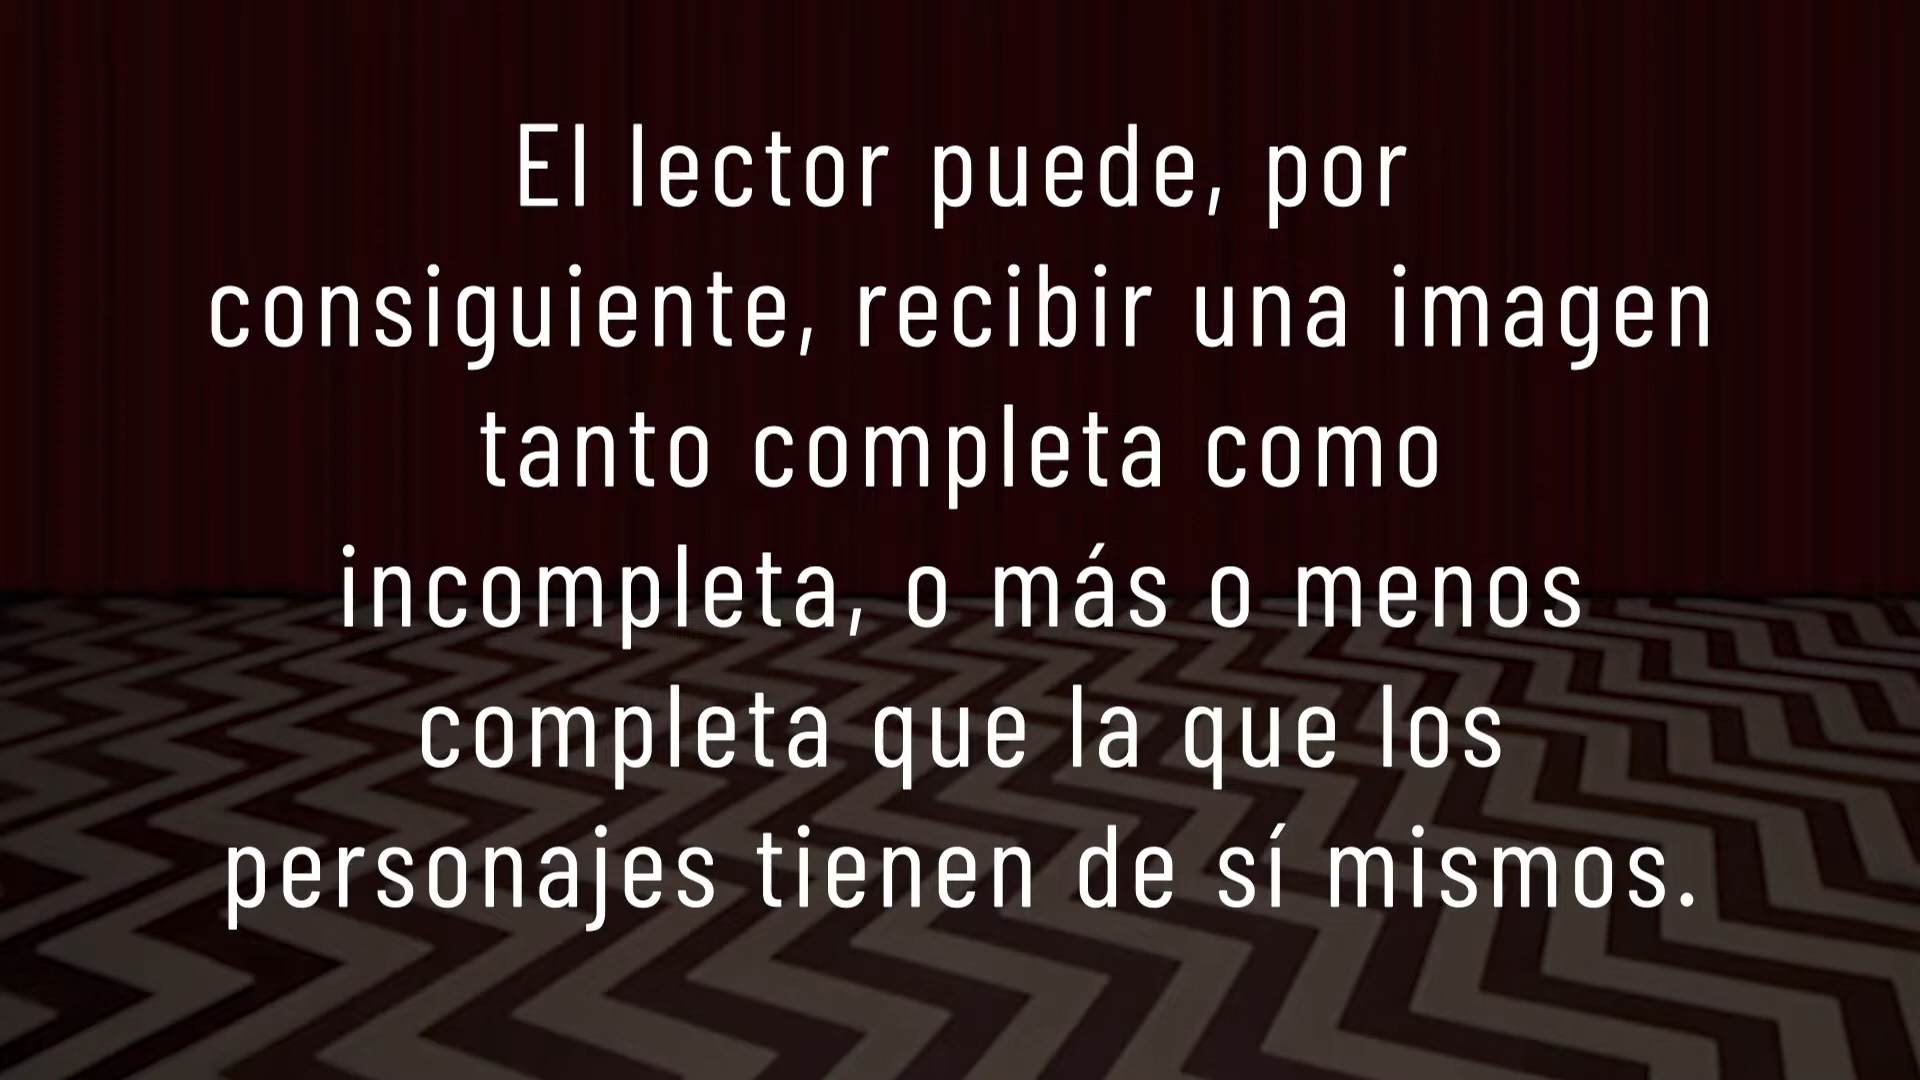 El lector puede, por
consiguiente, recibir una imagen
tanto completa como
incompleta, o más o menos
completa que la que los
personajes tienen de sí mismos.